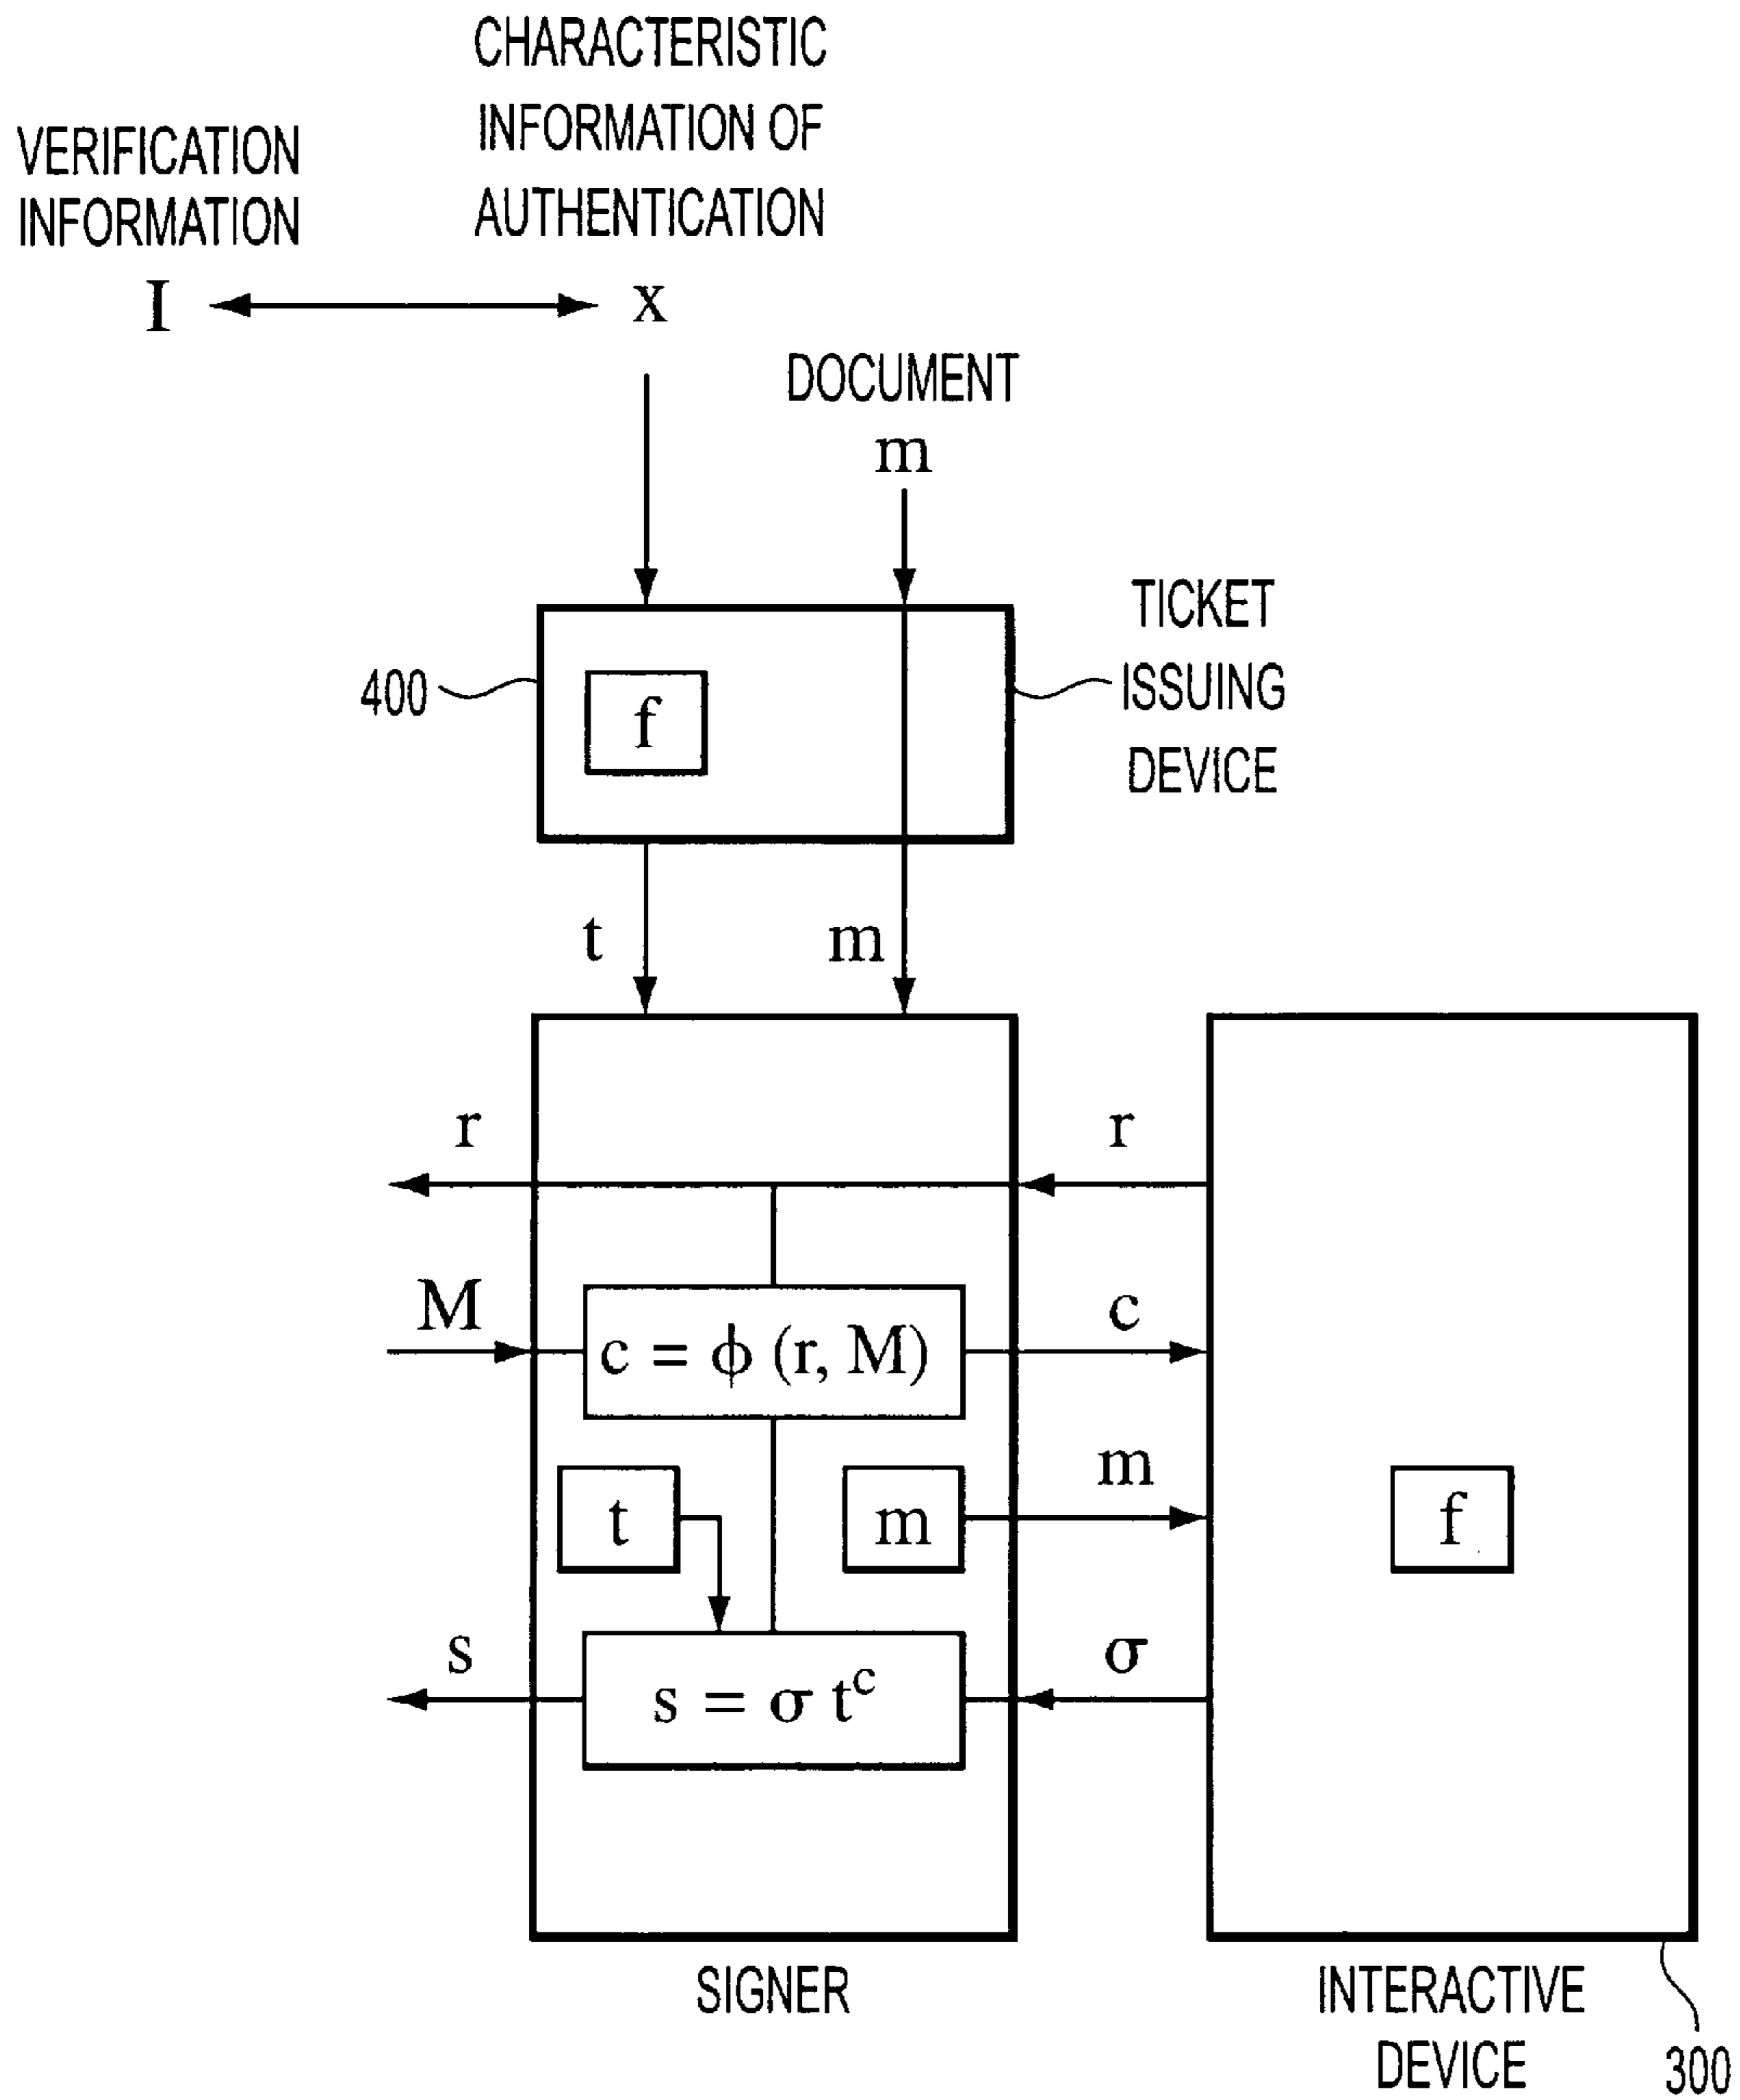 CHARACTERISTIC
INFORMATION OF
AUTHENTICATION
VERIFICATION
INFORMATION
I
x
DOCUMENT
m
TICKET
ISSUING
DEVICE
400
f
t
m
r
r
M
c = ϕ (r, M)
c
t
m
m
f
s
s = σ t^c
σ
SIGNER
INTERACTIVE
DEVICE
300